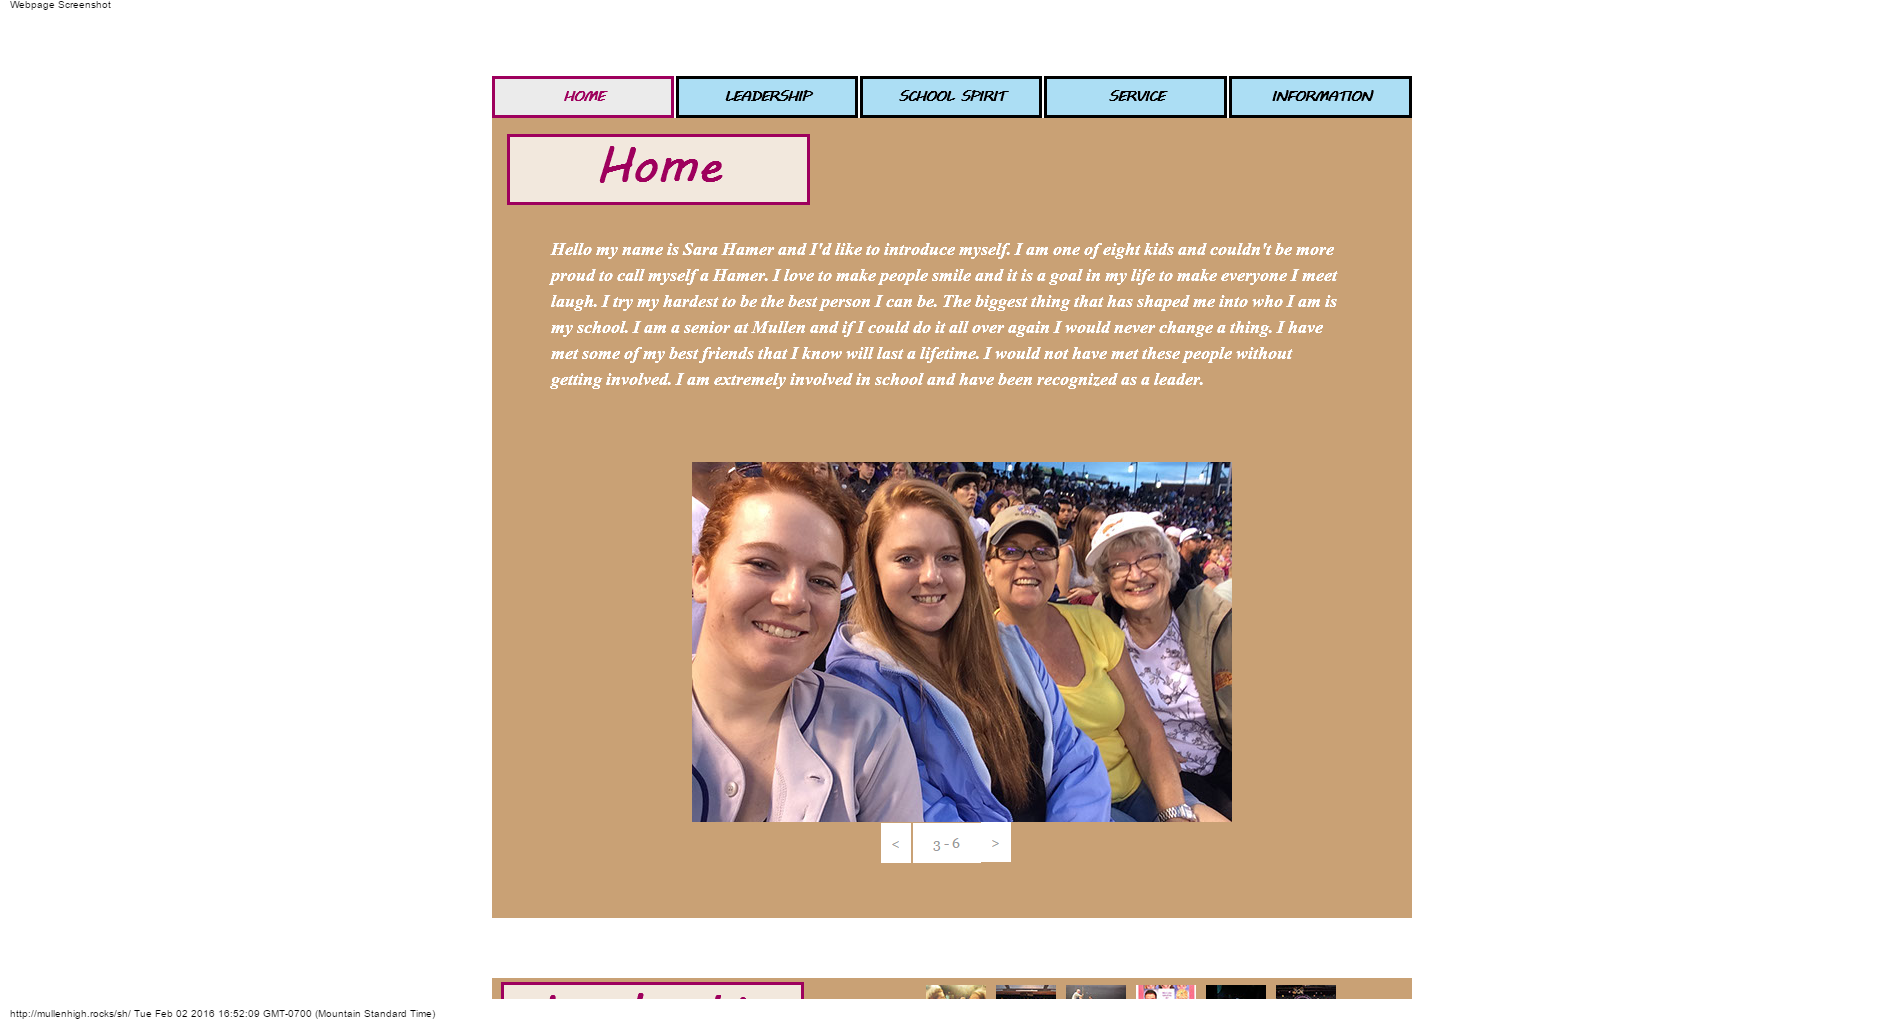 Webpage Screenshot
HOME
LEADERSHIP
SCHOOL SPIRIT
SERVICE
INFORMATION
Home
Hello my name is Sara Hamer and I'd like to introduce myself. I am one of eight kids and couldn't be more
proud to call myself a Hamer. I love to make people smile and it is a goal in my life to make everyone I meet
laugh. I try my hardest to be the best person I can be. The biggest thing that has shaped me into who I am is
my school. I am a senior at Mullen and if I could do it all over again I would never change a thing. I have
met some of my best friends that I know will last a lifetime. I would not have met these people without
getting involved. I am extremely involved in school and have been recognized as a leader.
< 3 - 6 >
http://mullenhigh.rocks/sh/ Tue Feb 02 2016 16:52:09 GMT-0700 (Mountain Standard Time)